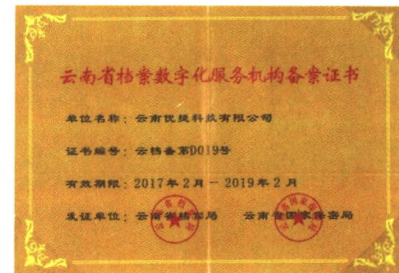 云南省档案数字化服务机构备案证书
单位名称：云南优捷科玖有限公司
证书编号：云档备第D019号
有效期限：2017年2月－2019年2月
发证单位：云南省档案局 云南省国家保密局